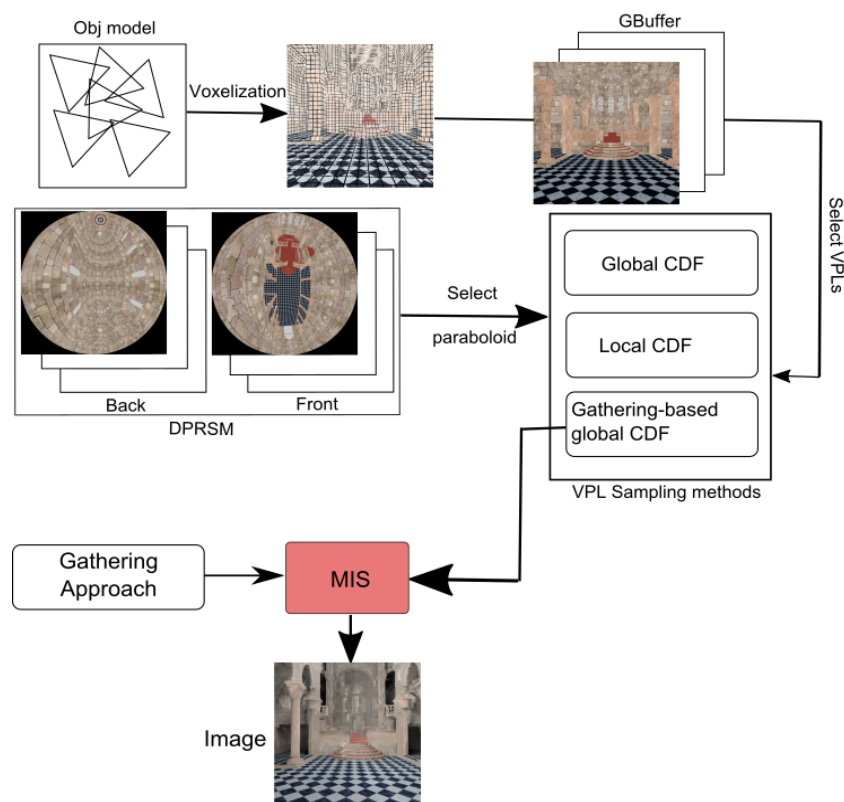 Obj model
GBuffer
Voxelization
Select VPLs
Global CDF
Select
paraboloid
Local CDF
Back
Front
Gathering-based
global CDF
DPRSM
VPL Sampling methods
Gathering
Approach
MIS
Image